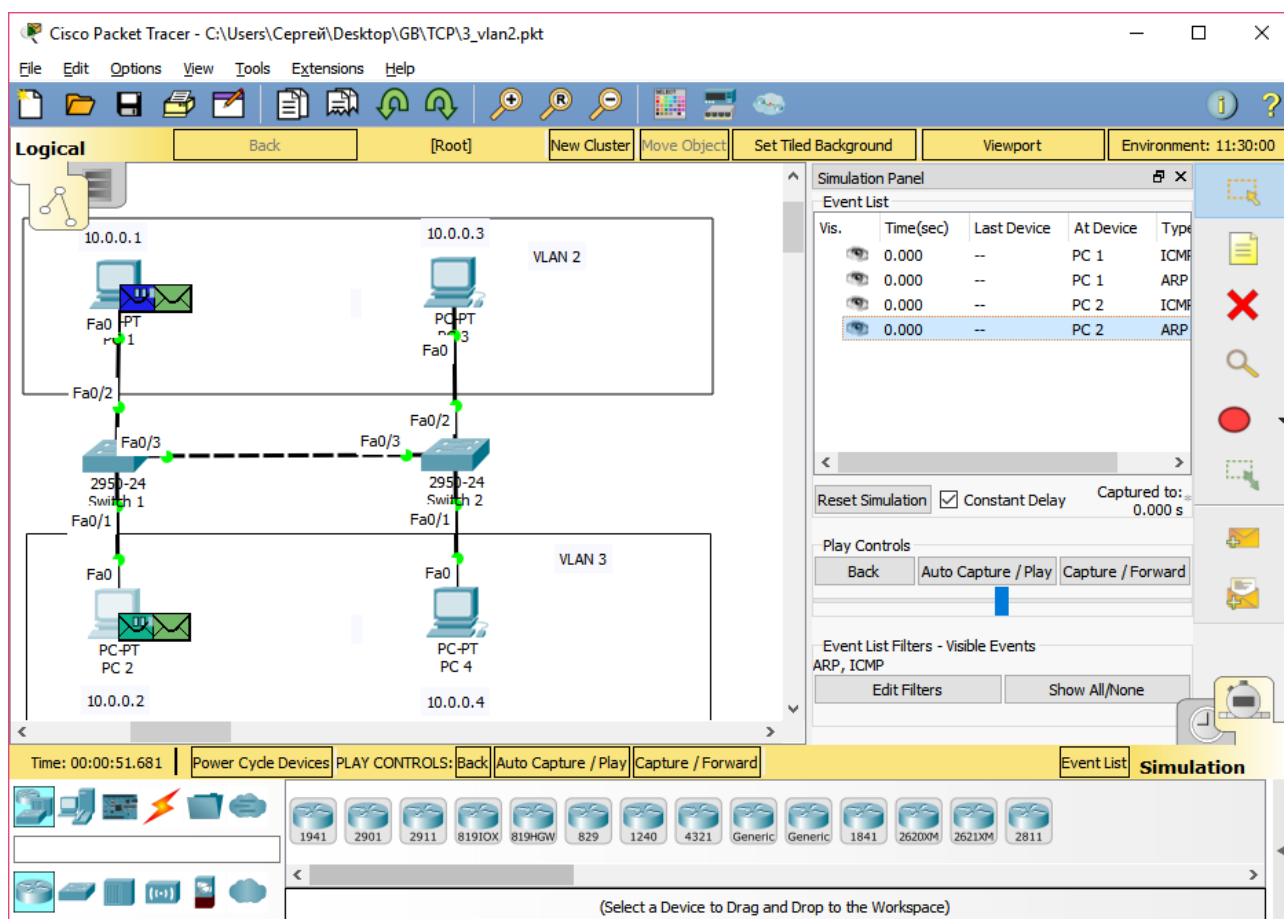 Cisco Packet Tracer - C:\Users\Сергей\Desktop\GB\TCP\3_vlan2.pkt
File Edit Options View Tools Extensions Help
Logical Back [Root] New Cluster Move Object Set Tiled Background Viewport Environment: 11:30:00
10.0.0.1
10.0.0.3
VLAN 2
Fa0
-PT
PC 1
PC-PT
PC 3
Fa0
Fa0/2
Fa0/2
Fa0/3
Fa0/3
2950-24
Switch 1
2950-24
Switch 2
Fa0/1
Fa0/1
VLAN 3
Fa0
Fa0
PC-PT
PC 2
PC-PT
PC 4
10.0.0.2
10.0.0.4
Simulation Panel
Event List
Vis. Time(sec) Last Device At Device Type
0.000 -- PC 1 ICMP
0.000 -- PC 1 ARP
0.000 -- PC 2 ICMP
0.000 -- PC 2 ARP
Reset Simulation Constant Delay Captured to:
0.000 s
Play Controls
Back Auto Capture / Play Capture / Forward
Event List Filters - Visible Events
ARP, ICMP
Edit Filters Show All/None
Time: 00:00:51.681 Power Cycle Devices PLAY CONTROLS: Back Auto Capture / Play Capture / Forward Event List Simulation
1941 2901 2911 819IOX 819HGW 829 1240 4321 Generic Generic 1841 2620XM 2621XM 2811
(Select a Device to Drag and Drop to the Workspace)